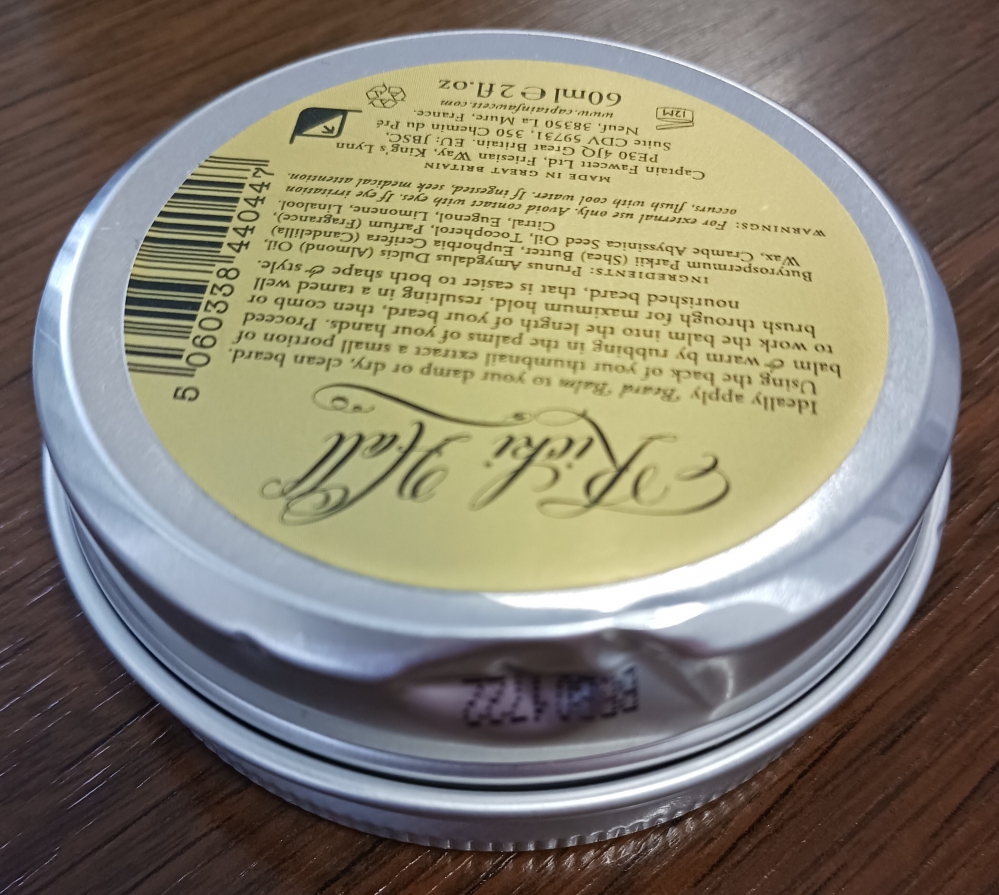 Ricki Hall
Ideally apply Beard Balm to your damp or dry, clean beard.
Using the back of your thumbnail extract a small portion of
balm & warm by rubbing in the palms of your hands. Proceed
to work the balm into the length of your beard, then comb or
brush through for maximum hold, resulting in a tamed well
nourished beard, that is easier to both shape & style.
INGREDIENTS: Prunus Amygdalus Dulcis (Almond) Oil,
Butyrospermum Parkii (Shea) Butter, Euphorbia Cerifera (Candelilla)
Wax, Crambe Abyssinica Seed Oil, Tocopherol, Parfum (Fragrance),
Citral, Eugenol, Limonene, Linalool.
WARNINGS: For external use only. Avoid contact with eyes. If eye irritation
occurs, flush with cool water. If ingested, seek medical attention.
MADE IN GREAT BRITAIN
Captain Fawcett Ltd, Friesian Way, King's Lynn
PE30 4JQ Great Britain. EU: JBSC,
Suite CDV 59731, 350 Chemin du Pré
Neuf, 38350 La Mure, France.
www.captainfawcett.com
12M
60ml ℮ 2fl.oz
5 060338 440447